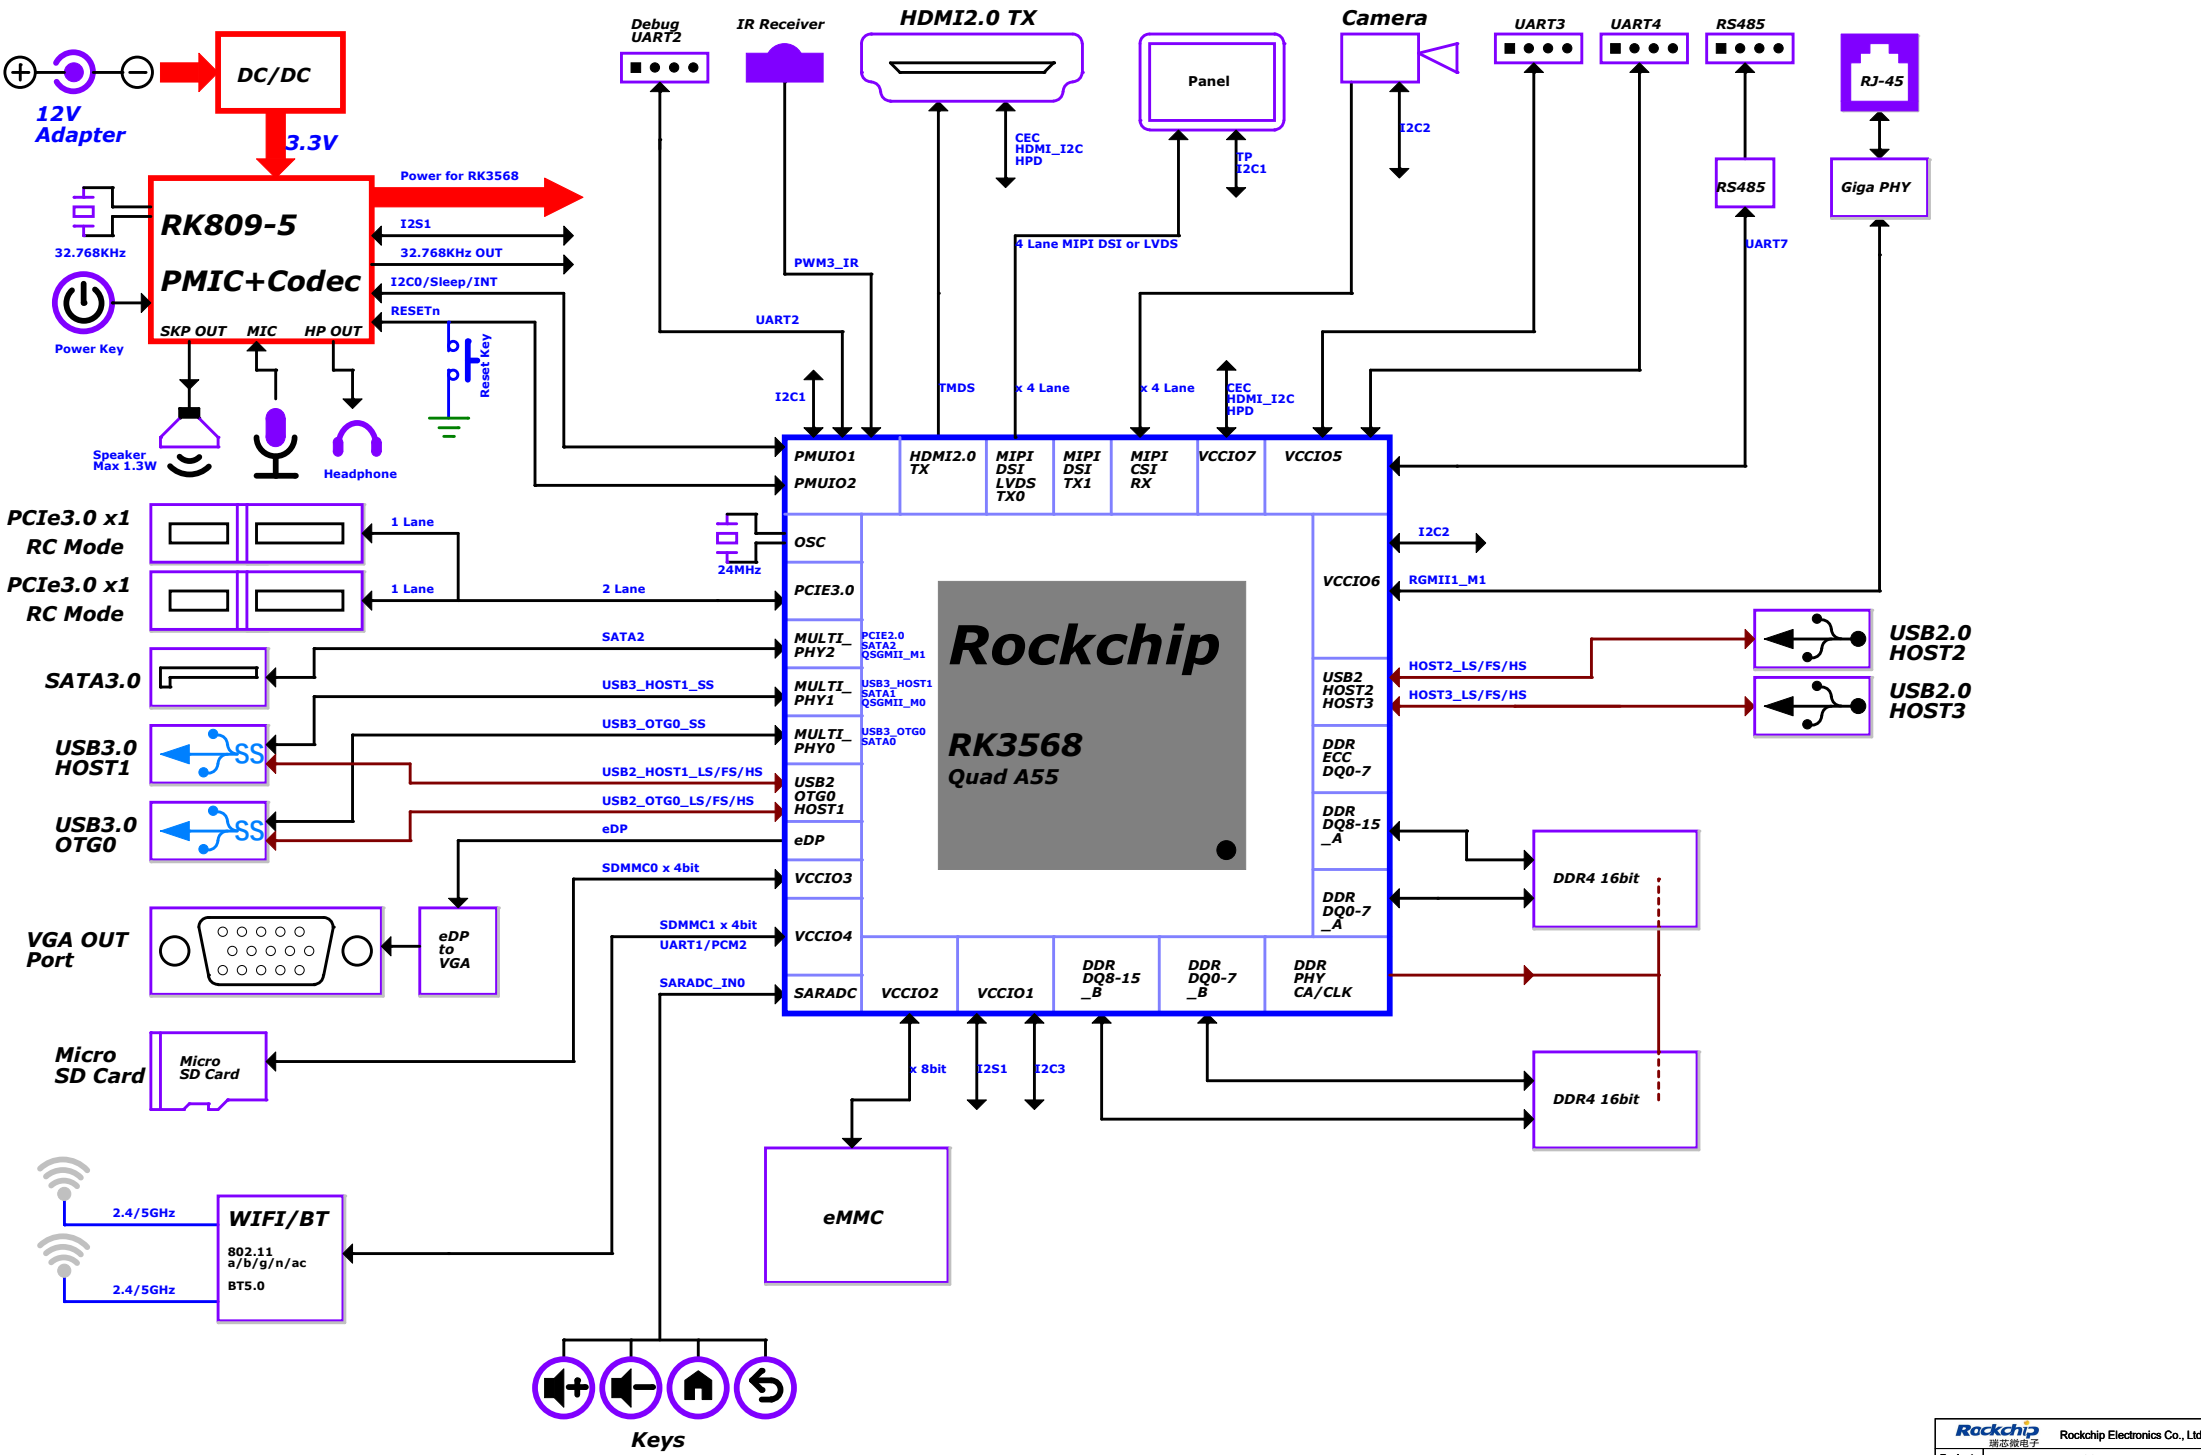 Debug
UART2
IR Receiver
HDMI2.0 TX
Camera
UART3
UART4
RS485
DC/DC
Panel
RJ-45
12V
Adapter
3.3V
CEC
HDMI_I2C
HPD
TP
I2C1
I2C2
RS485
Giga PHY
Power for RK3568
RK809-5
PMIC+Codec
I2S1
32.768KHz OUT
I2C0/Sleep/INT
RESETn
32.768KHz
SKP OUT
MIC
HP OUT
Power Key
Reset Key
PWM3_IR
UART2
4 Lane MIPI DSI or LVDS
UART7
I2C1
TMDS
x 4 Lane
x 4 Lane
CEC
HDMI_I2C
HPD
Speaker
Max 1.3W
Headphone
PMUIO1
PMUIO2
HDMI2.0
TX
MIPI
DSI
LVDS
TX0
MIPI
DSI
TX1
MIPI
CSI
RX
VCCIO7
VCCIO5
PCIe3.0 x1
RC Mode
1 Lane
24MHz
OSC
I2C2
PCIe3.0 x1
RC Mode
1 Lane
2 Lane
PCIE3.0
VCCIO6
RGMII1_M1
SATA3.0
SATA2
MULTI_
PHY2
PCIE2.0
SATA2
QSGMII_M1
Rockchip
RK3568
Quad A55
USB2
HOST2
HOST3
HOST2_LS/FS/HS
HOST3_LS/FS/HS
USB2.0
HOST2
USB2.0
HOST3
USB3_HOST1_SS
MULTI_
PHY1
USB3_HOST1
SATA1
QSGMII_M0
USB3.0
HOST1
SS
USB3_OTG0_SS
MULTI_
PHY0
USB3_OTG0
SATA0
DDR
ECC
DQ0-7
USB2_HOST1_LS/FS/HS
USB2_OTG0_LS/FS/HS
USB2
OTG0
HOST1
USB3.0
OTG0
SS
DDR
DQ8-15
_A
eDP
eDP
SDMMC0 x 4bit
VCCIO3
DDR
DQ0-7
_A
DDR4 16bit
VGA OUT
Port
eDP
to
VGA
SDMMC1 x 4bit
UART1/PCM2
VCCIO4
SARADC_IN0
SARADC
VCCIO2
VCCIO1
DDR
DQ8-15
_B
DDR
DQ0-7
_B
DDR
PHY
CA/CLK
Micro
SD Card
Micro
SD Card
x 8bit
I2S1
I2C3
DDR4 16bit
2.4/5GHz
2.4/5GHz
WIFI/BT
802.11
a/b/g/n/ac
BT5.0
eMMC
Keys
Rockchip
瑞芯微电子
Rockchip Electronics Co., Ltd